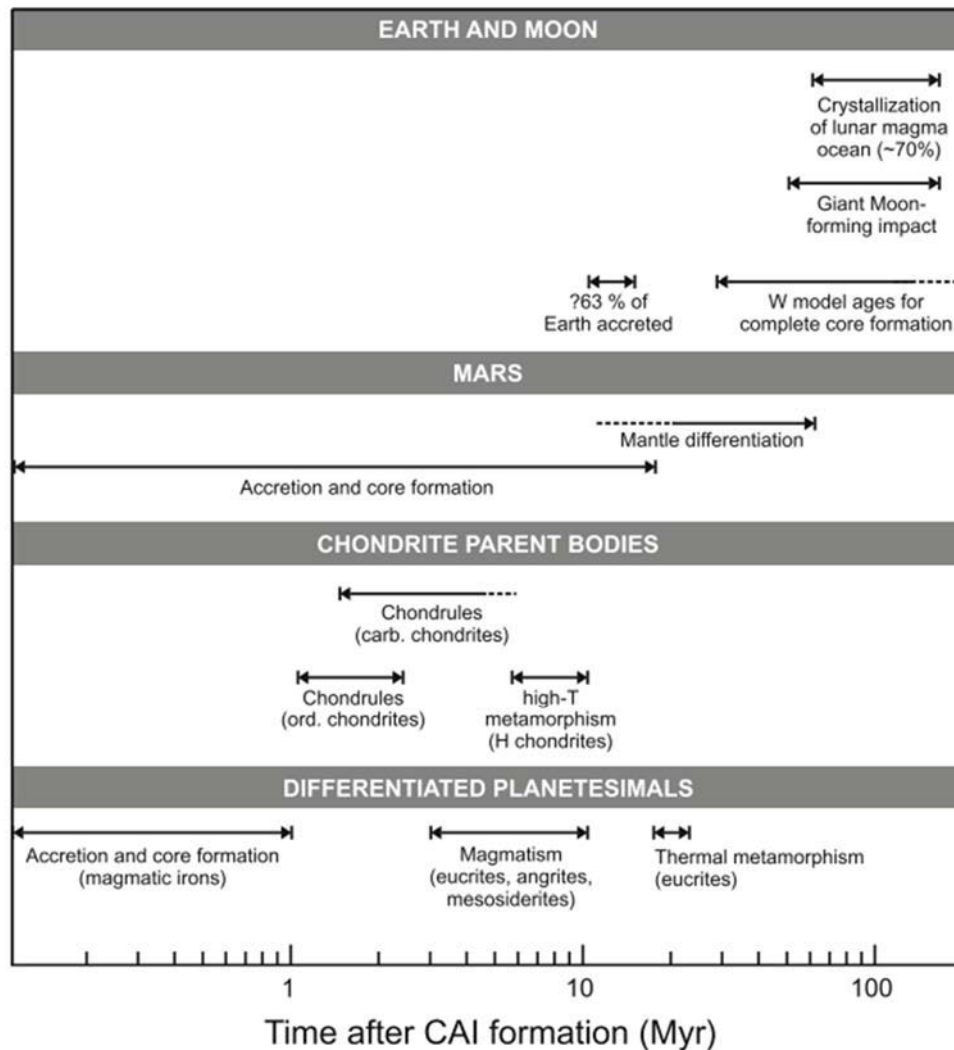 EARTH AND MOON
Crystallization
of lunar magma
ocean (~70%)
Giant Moon-
forming impact
?63 % of
Earth accreted
W model ages for
complete core formation
MARS
Mantle differentiation
Accretion and core formation
CHONDRITE PARENT BODIES
Chondrules
(carb. chondrites)
Chondrules
(ord. chondrites)
high-T
metamorphism
(H chondrites)
DIFFERENTIATED PLANETESIMALS
Accretion and core formation
(magmatic irons)
Magmatism
(eucrites, angrites,
mesosiderites)
Thermal metamorphism
(eucrites)
1 10 100
Time after CAI formation (Myr)